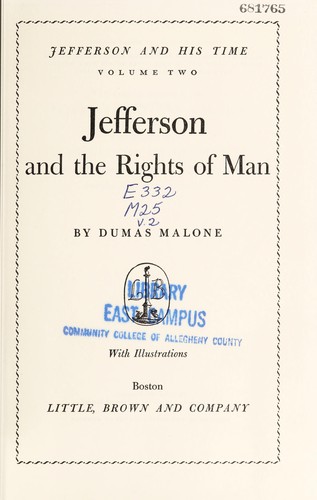 681765
JEFFERSON AND HIS TIME
VOLUME TWO
Jefferson
and the Rights of Man
E332
M25
v.2
BY DUMAS MALONE
L B
LIBRARY
EAST CAMPUS
COMMUNITY COLLEGE OF ALLEGHENY COUNTY
With Illustrations
Boston
LITTLE, BROWN AND COMPANY